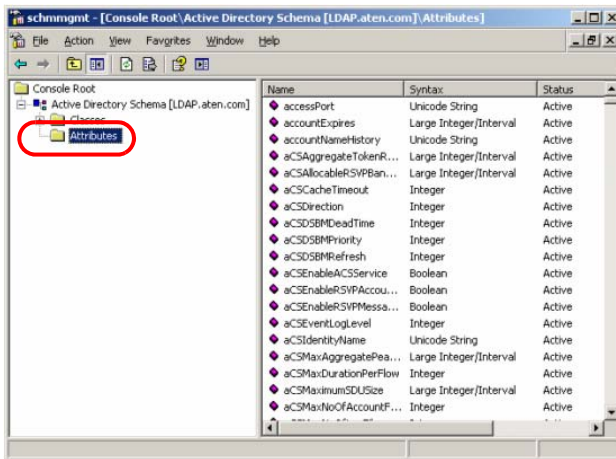 schmmgmt - [Console Root\Active Directory Schema [LDAP.aten.com]\Attributes]
File Action View Favorites Window Help
Console Root
Active Directory Schema [LDAP.aten.com]
Classes
Attributes
Name Syntax Status
accessPort Unicode String Active
accountExpires Large Integer/Interval Active
accountNameHistory Unicode String Active
aCSAggregateTokenR... Large Integer/Interval Active
aCSAllocableRSVPBan... Large Integer/Interval Active
aCSCacheTimeout Integer Active
aCSDirection Integer Active
aCSDSBMDeadTime Integer Active
aCSDSBMPriority Integer Active
aCSDSBMRefresh Integer Active
aCSEnableACSService Boolean Active
aCSEnableRSVPAccou... Boolean Active
aCSEnableRSVPMessa... Boolean Active
aCSEventLogLevel Integer Active
aCSIdentityName Unicode String Active
aCSMaxAggregatePea... Large Integer/Interval Active
aCSMaxDurationPerFlow Integer Active
aCSMaximumSDUSize Large Integer/Interval Active
aCSMaxNoOfAccountF... Integer Active